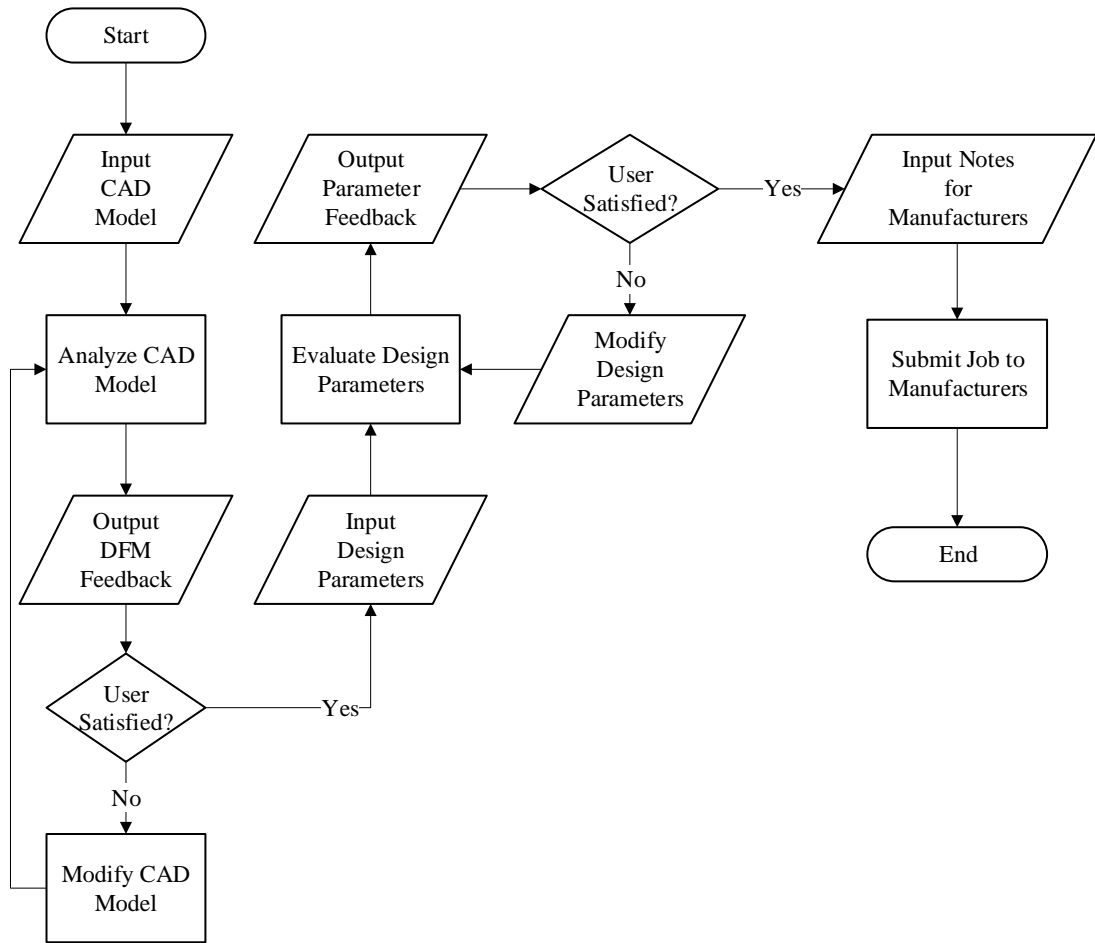 Start
Input
CAD
Model
Analyze CAD
Model
Output
DFM
Feedback
User
Satisfied?
No
Modify CAD
Model
Yes
Input
Design
Parameters
Evaluate Design
Parameters
Output
Parameter
Feedback
User
Satisfied?
No
Modify
Design
Parameters
Yes
Input Notes
for
Manufacturers
Submit Job to
Manufacturers
End